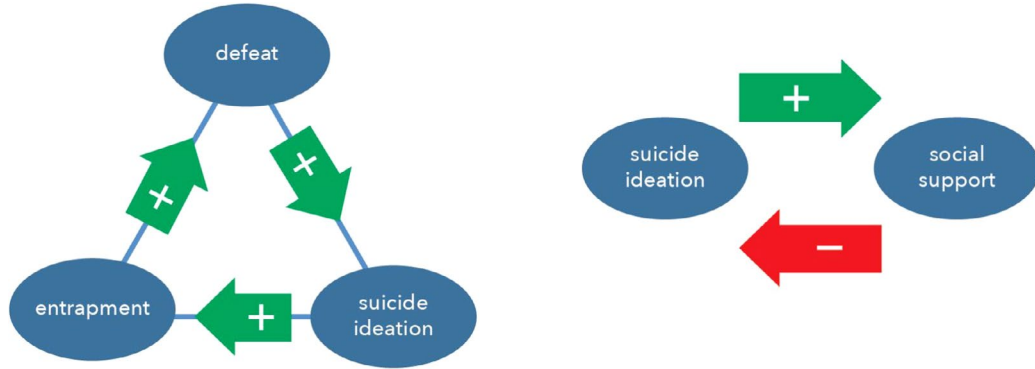 defeat
+
+
entrapment
+
suicide
ideation
+
suicide
ideation
social
support
−